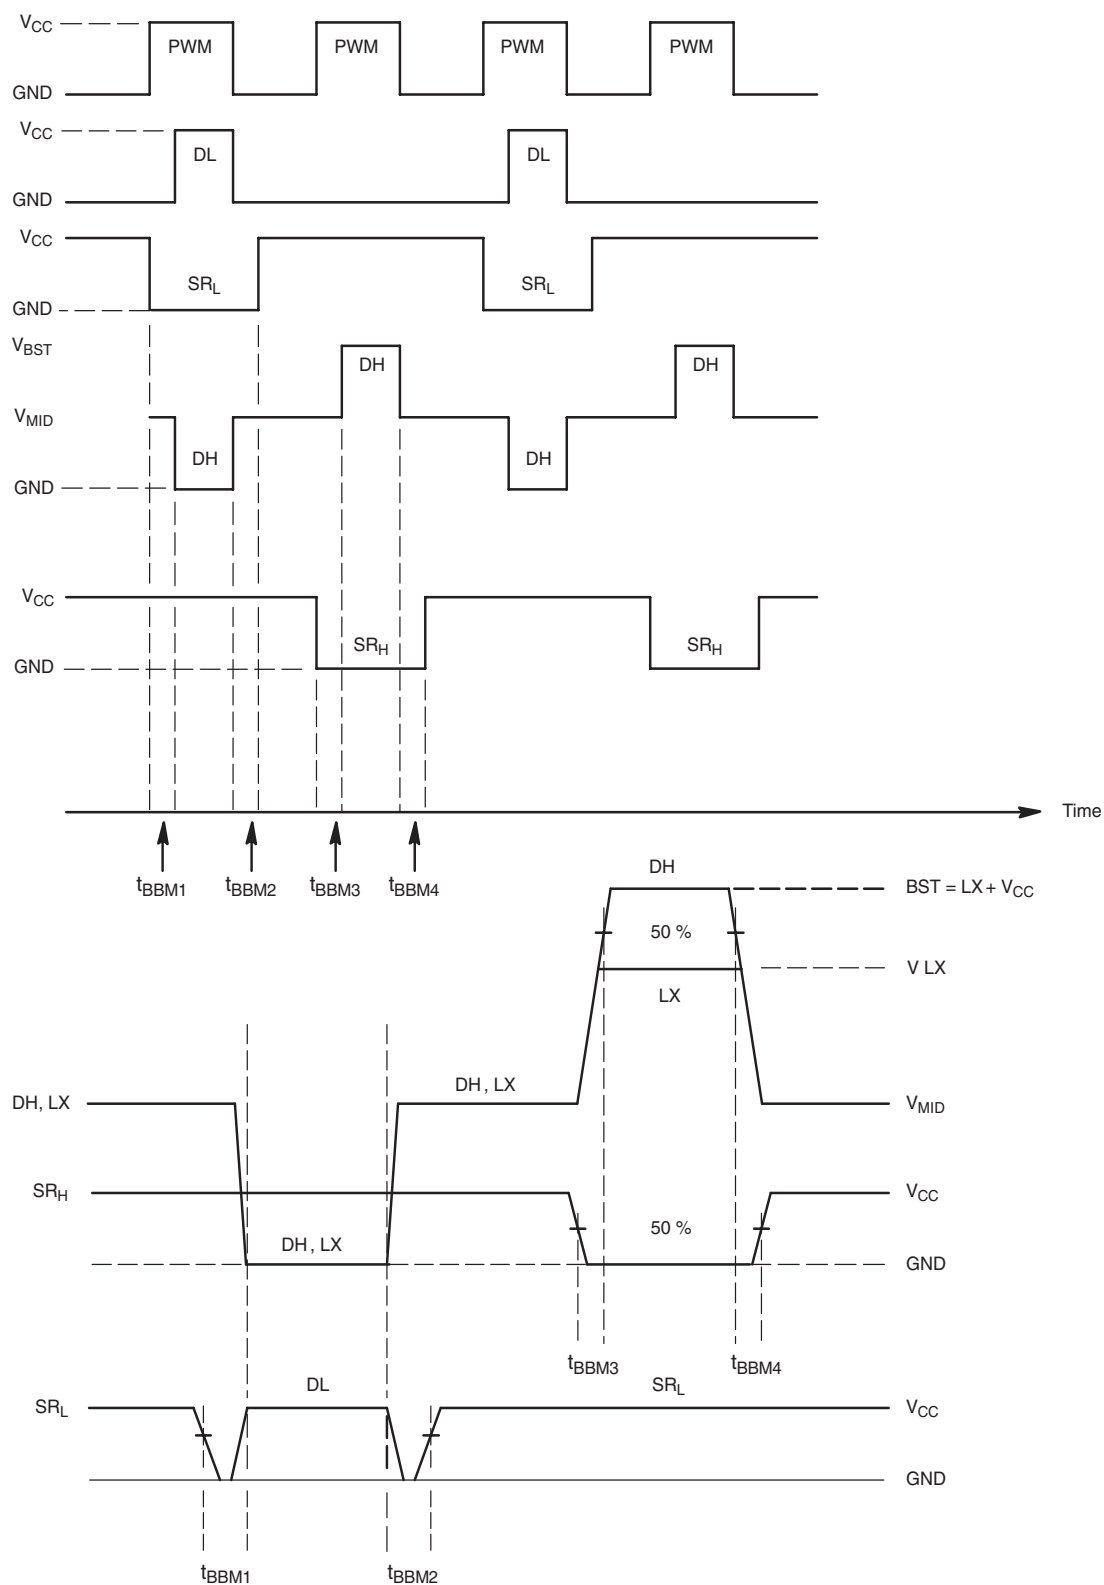 VCC
PWM PWM PWM PWM
GND
VCC
DL DL
GND
VCC
SRL SRL
GND
VBST
DH DH
VMID
DH DH
GND
VCC
SRH SRH
GND
Time
tBBM1 tBBM2 tBBM3 tBBM4
DH
BST = LX + VCC
50 %
V LX
LX
DH, LX
DH, LX
VMID
SRH
VCC
50 %
DH, LX
GND
tBBM3 tBBM4
DL
SRL
SRL
VCC
GND
tBBM1 tBBM2